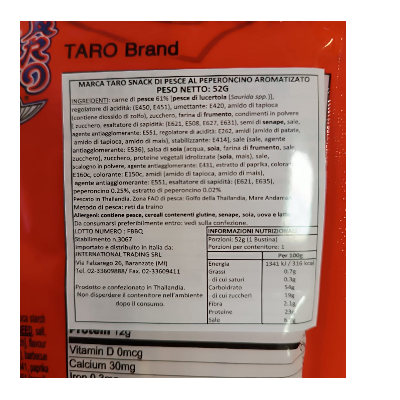 TARO Brand
MARCA TARO SNACK DI PESCE AL PEPERONCINO AROMATIZATO
PESO NETTO: 52G
INGREDIENTI: carne di pesce 61% [pesce di lucertola (Saurida spp.)],
regolatore di acidità: (E450, E451), umettante: E420, amido di tapioca
(contiene diossido di zolfo), zucchero, farina di frumento, condimenti in polvere
( zucchero, esaltatore di sapidità: (E621, E508, E627, E631), semi di senape, sale,
agente antiagglomerante: E551, regolatore di acidità: E262, amidi (amido di patate,
amido di tapioca, amido di mais), stabilizzante: E414), sale (sale, agente
antiagglomerante: E536), salsa di soia (acqua, soia, farina di frumento, sale,
zucchero), zucchero, proteine vegetali idrolizzate (soia, mais), sale,
scalogno in polvere, agente antiagglomerante: E431, estratto di paprika, colorante:
E160c, colorante: E150c, amidi (amido di tapioca, amido di mais),
agente antiagglomerante: E551, esaltatore di sapidità: (E621, E635),
peperoncino 0.25%, estratto di peperoncino 0.02%
Pescato in Thailandia. Zona FAO di pesca: Golfo della Thailandia, Mare Andaman
Metodo di pesca: reti da traino
Allergeni: contiene pesce, cereali contenenti glutine, senape, soia, uova e latte
Da consumarsi preferibilmente entro: vedi sulla confezione.
LOTTO NUMERO : FBBQ
Stabilimento n.3067
Importato e distribuito in Italia da:
INTERNATIONAL TRADING SRL
Via Falzarego 26, Baranzate (MI)
Tel. 02-33609888/ Fax. 02-33609411
Prodotto e confezionato in Thailandia.
Non disperdere il contenitore nell'ambiente
dopo il consumo.
INFORMAZIONI NUTRIZIONALI
Porzioni: 52g (1 Bustina)
Porzioni per contenitore: 1
Per 100g
Energia 1341 kJ / 316 kcal
Grassi 0.7g
- di cui saturi 0.3g
Carboidrato 54g
- di cui zuccheri 19g
Fibra 2.1g
Proteine
Sale
Protein 12g
Vitamin D 0mcg
Calcium 30mg